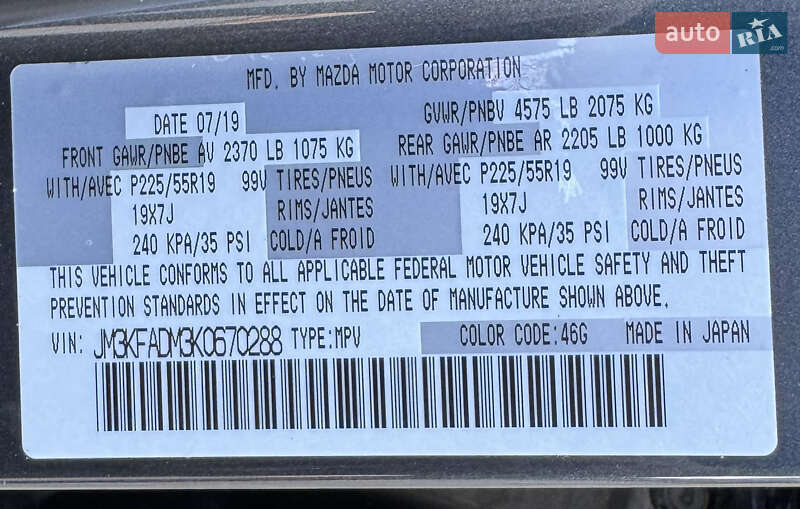 auto RIA.com
MFD. BY MAZDA MOTOR CORPORATION
DATE 07/19
GVWR/PNBV 4575 LB 2075 KG
FRONT GAWR/PNBE AV 2370 LB 1075 KG
REAR GAWR/PNBE AR 2205 LB 1000 KG
WITH/AVEC P225/55R19 99V TIRES/PNEUS
WITH/AVEC P225/55R19 99V TIRES/PNEUS
19X7J RIMS/JANTES
19X7J RIMS/JANTES
240 KPA/35 PSI COLD/A FROID
240 KPA/35 PSI COLD/A FROID
THIS VEHICLE CONFORMS TO ALL APPLICABLE FEDERAL MOTOR VEHICLE SAFETY AND THEFT
PREVENTION STANDARDS IN EFFECT ON THE DATE OF MANUFACTURE SHOWN ABOVE.
VIN: JM3KFADM3K0670288 TYPE:MPV COLOR CODE:46G MADE IN JAPAN